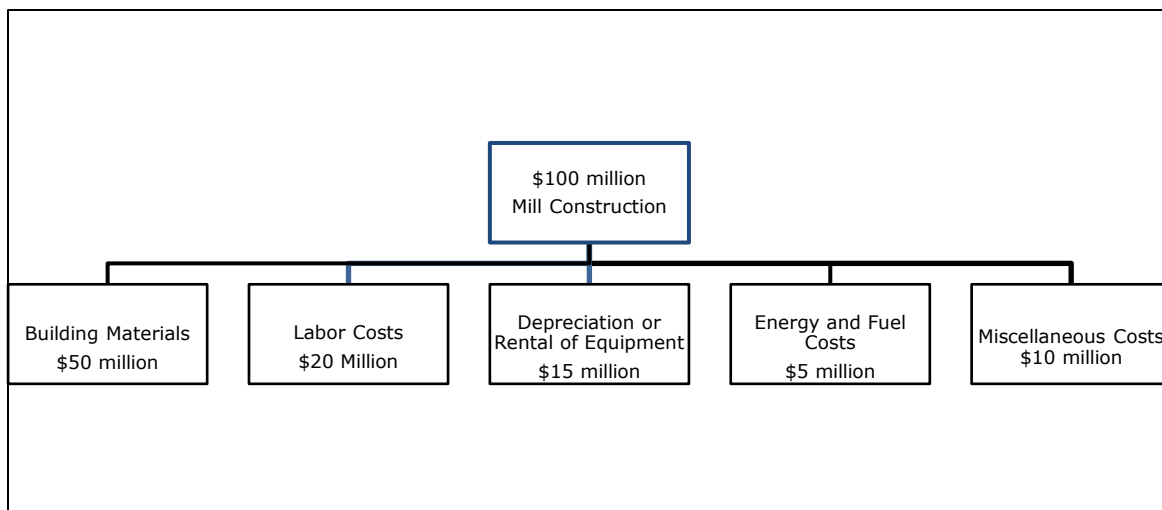 $100 million
Mill Construction
Building Materials
$50 million
Labor Costs
$20 Million
Depreciation or
Rental of Equipment
$15 million
Energy and Fuel
Costs
$5 million
Miscellaneous Costs
$10 million